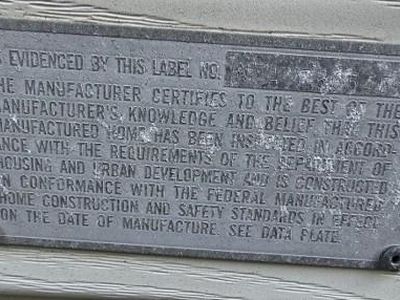 S EVIDENCED BY THIS LABEL NO.
HE MANUFACTURER CERTIFIES TO THE BEST OF THE
MANUFACTURER'S KNOWLEDGE AND BELIEF THAT THIS
MANUFACTURED HOME HAS BEEN INSPECTED IN ACCORD-
ANCE WITH THE REQUIREMENTS OF THE DEPARTMENT OF
HOUSING AND URBAN DEVELOPMENT AND IS CONSTRUCTED
IN CONFORMANCE WITH THE FEDERAL MANUFACTURED
HOME CONSTRUCTION AND SAFETY STANDARDS IN EFFECT
ON THE DATE OF MANUFACTURE. SEE DATA PLATE.